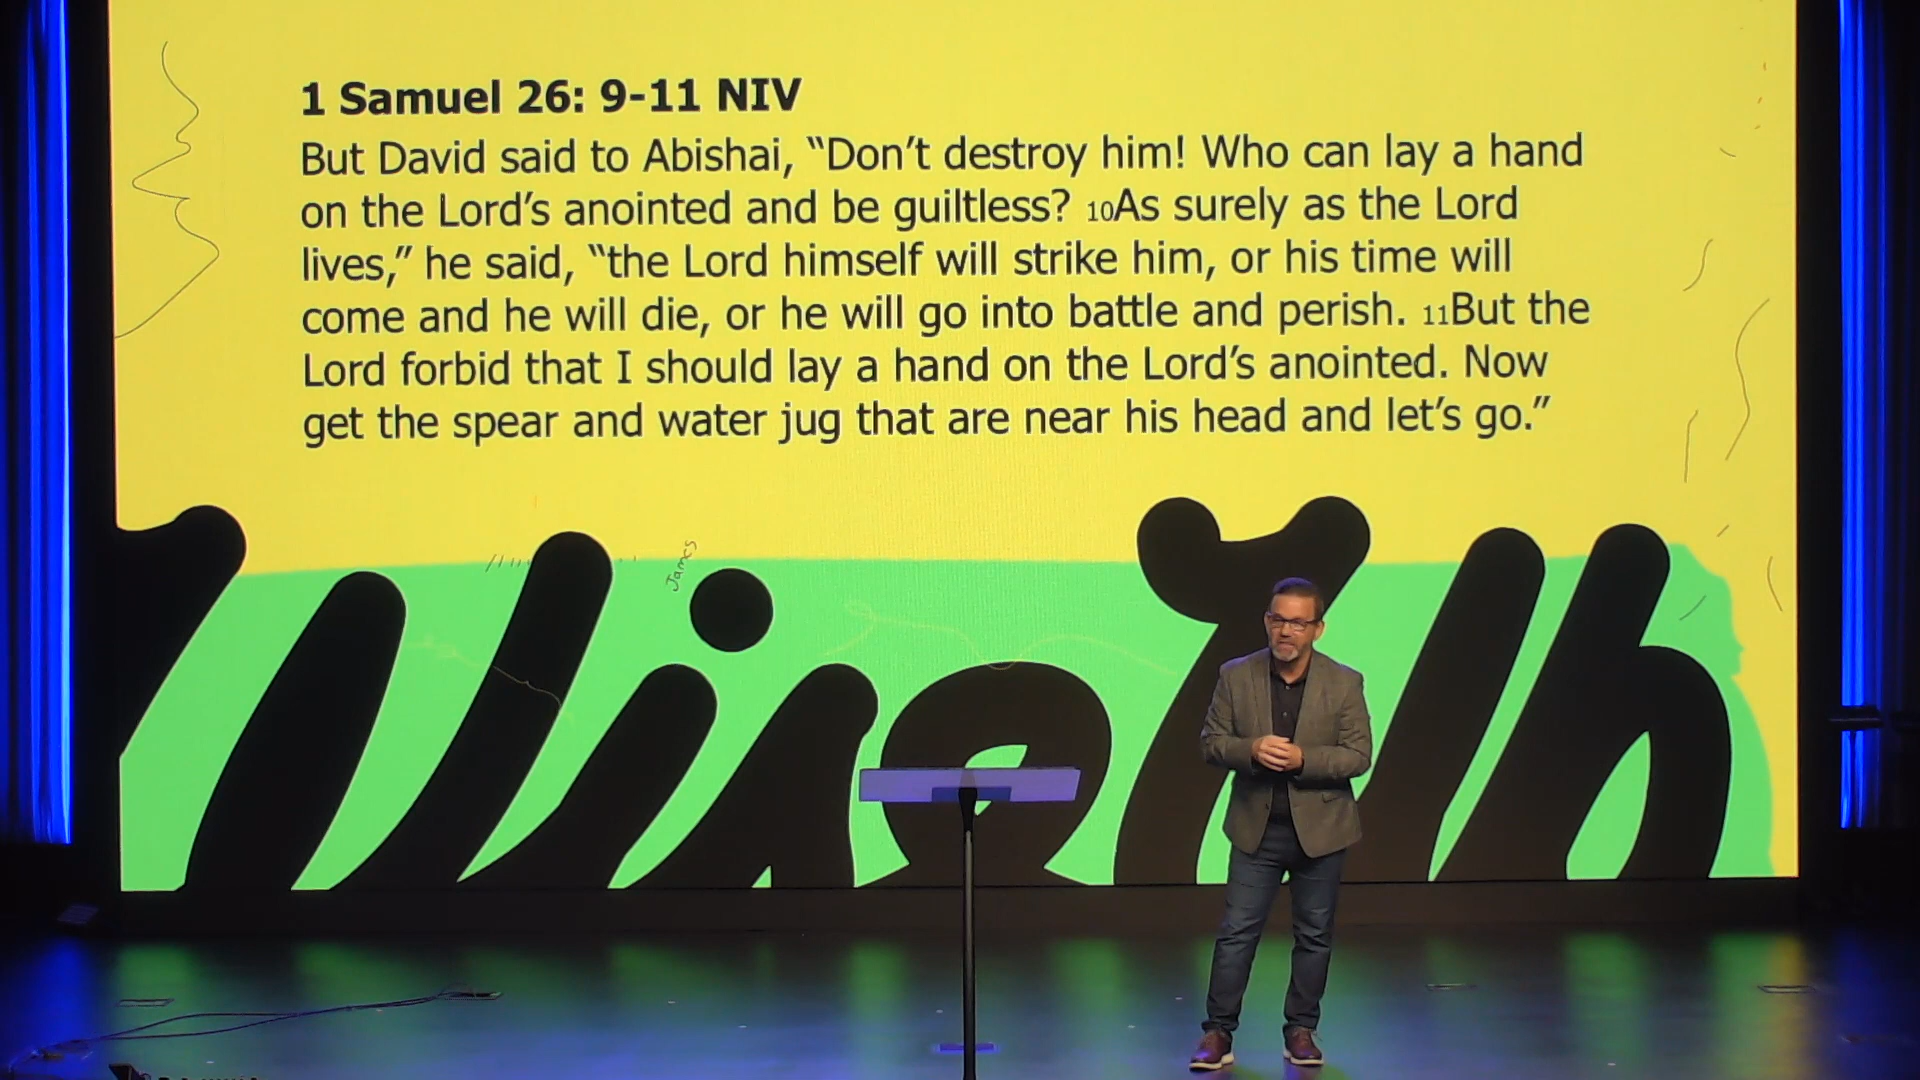 1 Samuel 26: 9-11 NIV
But David said to Abishai, “Don’t destroy him! Who can lay a hand
on the Lord’s anointed and be guiltless? 10As surely as the Lord
lives,” he said, “the Lord himself will strike him, or his time will
come and he will die, or he will go into battle and perish. 11But the
Lord forbid that I should lay a hand on the Lord’s anointed. Now
get the spear and water jug that are near his head and let’s go.”
James